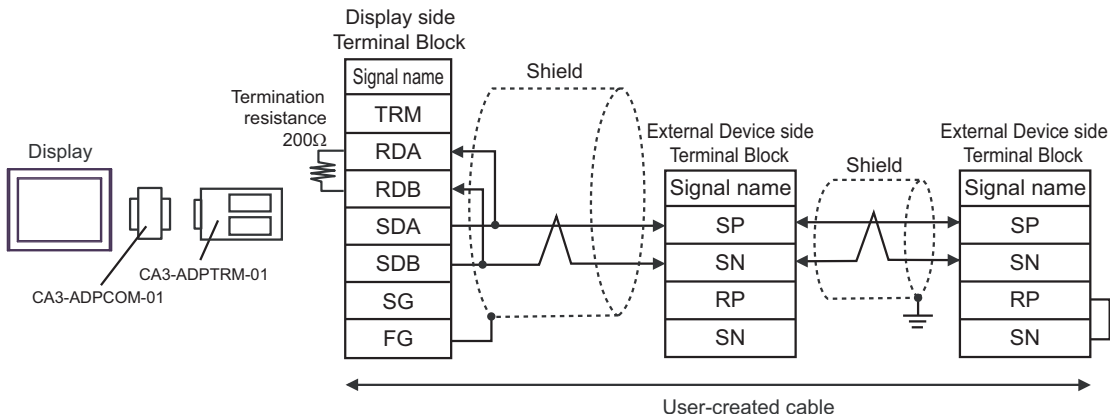 Display side
Terminal Block
Signal name
TRM
RDA
RDB
SDA
SDB
SG
FG
Termination
resistance
200Ω
Shield
Display
CA3-ADPCOM-01
CA3-ADPTRM-01
External Device side
Terminal Block
Signal name
SP
SN
RP
SN
Shield
External Device side
Terminal Block
Signal name
SP
SN
RP
SN
User-created cable